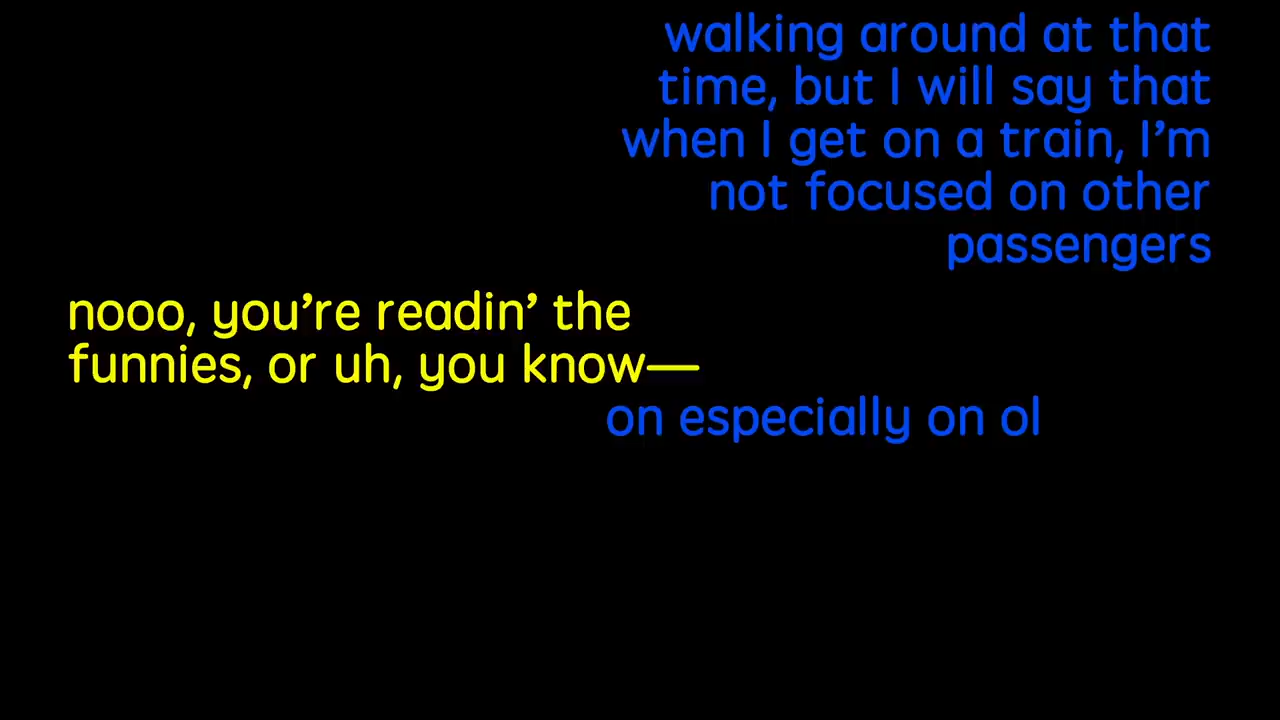 walking around at that
time, but I will say that
when I get on a train, I’m
not focused on other
passengers
nooo, you’re readin’ the
funnies, or uh, you know—
on especially on ol